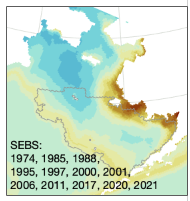 SEBS:
1974, 1985, 1988,
1995, 1997, 2000, 2001,
2006, 2011, 2017, 2020, 2021